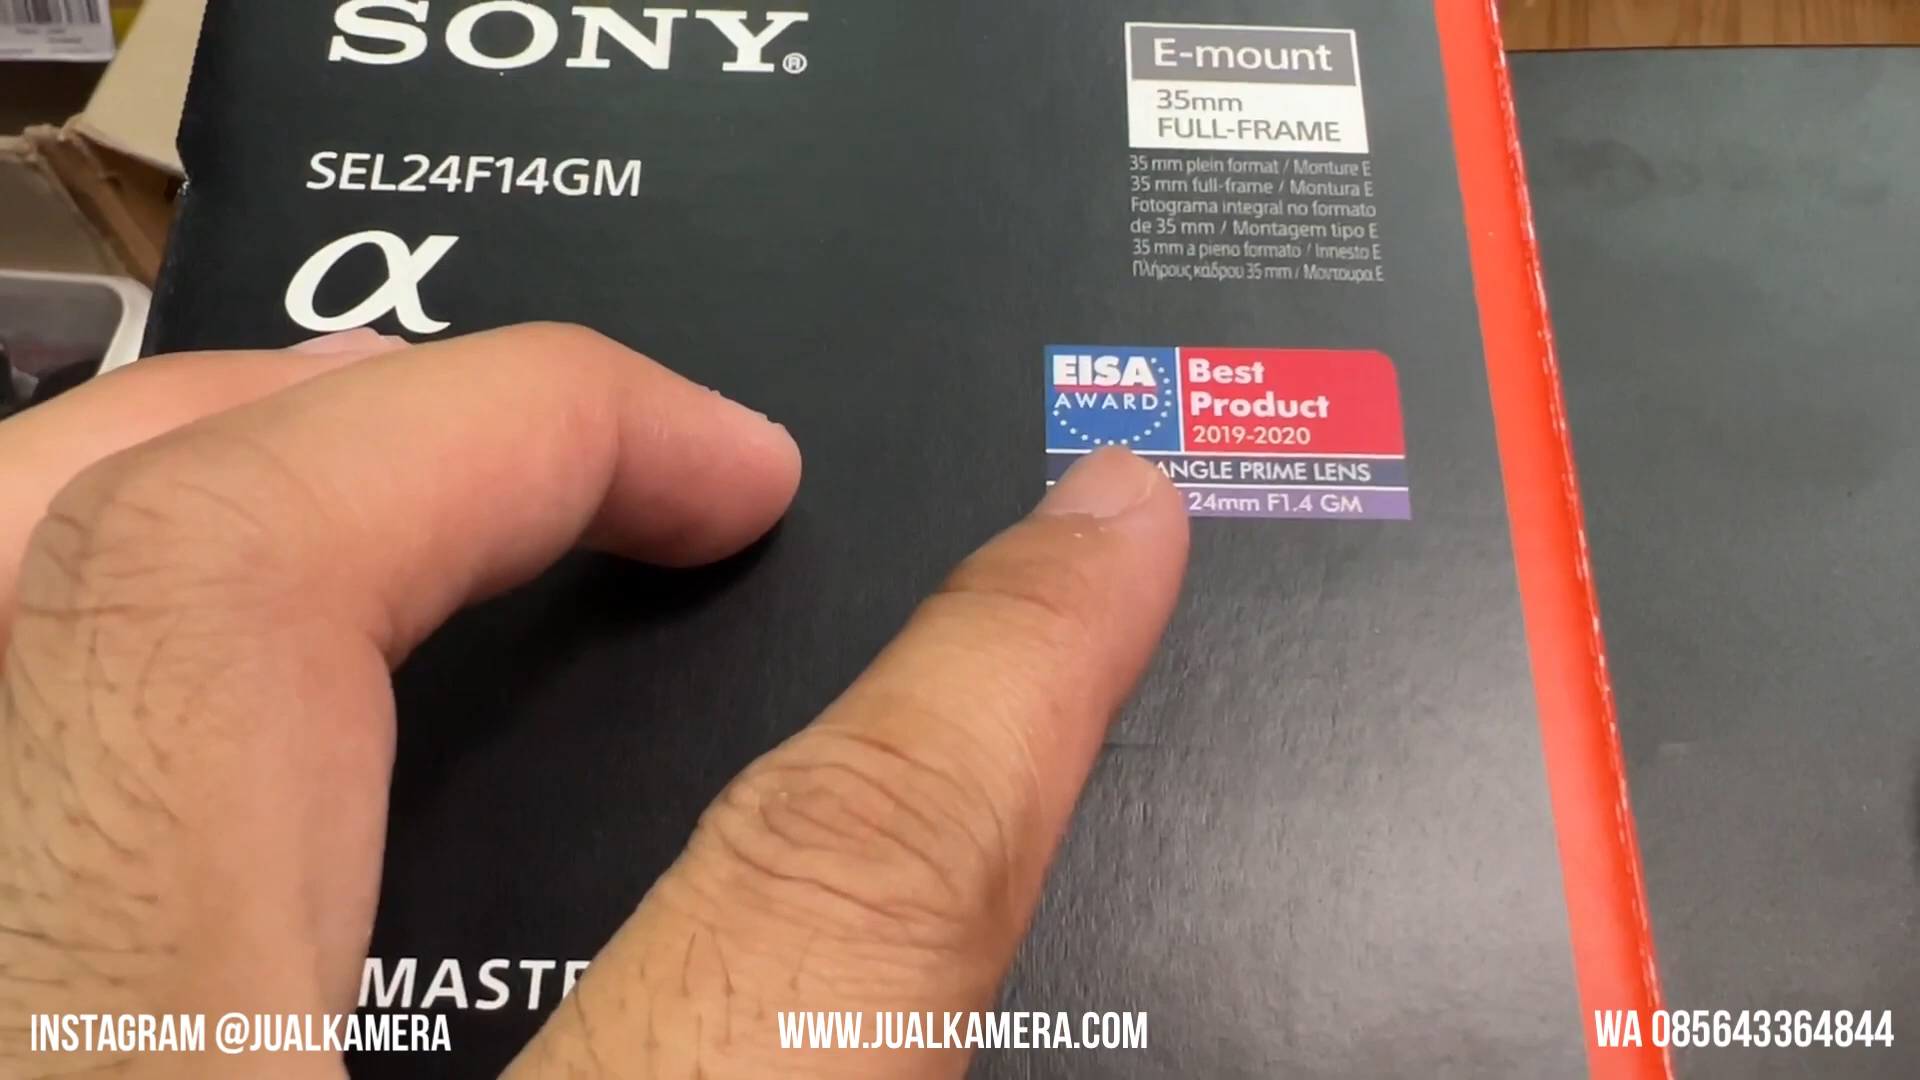 SONY®
SEL24F14GM
α
E-mount
35mm
FULL-FRAME
35 mm plein format / Monture E
35 mm full-frame / Montura E
Fotograma integral no formato
de 35 mm / Montagem tipo E
35 mm a pieno formato / Innesto E
Πλήρους κάδρου 35 mm / Μοντούρα E
EISA
AWARD
Best
Product
2019-2020
ANGLE PRIME LENS
24mm F1.4 GM
MASTE
INSTAGRAM @JUALKAMERA
WWW.JUALKAMERA.COM
WA 085643364844